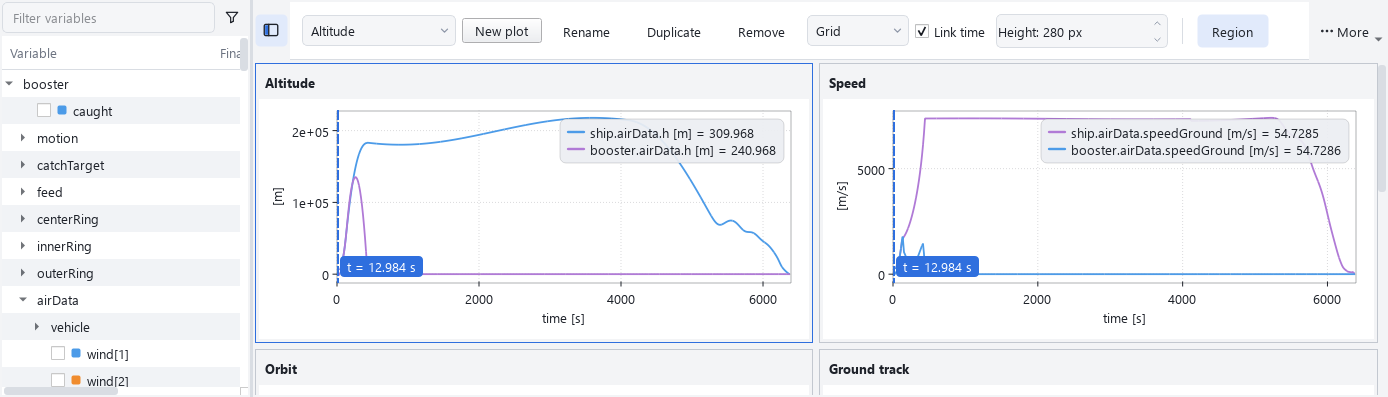 Filter variables
Altitude
New plot
Rename
Duplicate
Remove
Grid
Link time
Height: 280 px
Region
More
Variable
Fina
booster
caught
motion
catchTarget
feed
centerRing
innerRing
outerRing
airData
vehicle
wind[1]
wind[2]
Altitude
2e+05
1e+05
0
[m]
ship.airData.h [m] = 309.968
booster.airData.h [m] = 240.968
t = 12.984 s
0
2000
4000
6000
time [s]
Speed
5000
0
[m/s]
ship.airData.speedGround [m/s] = 54.7285
booster.airData.speedGround [m/s] = 54.7286
t = 12.984 s
0
2000
4000
6000
time [s]
Orbit
Ground track